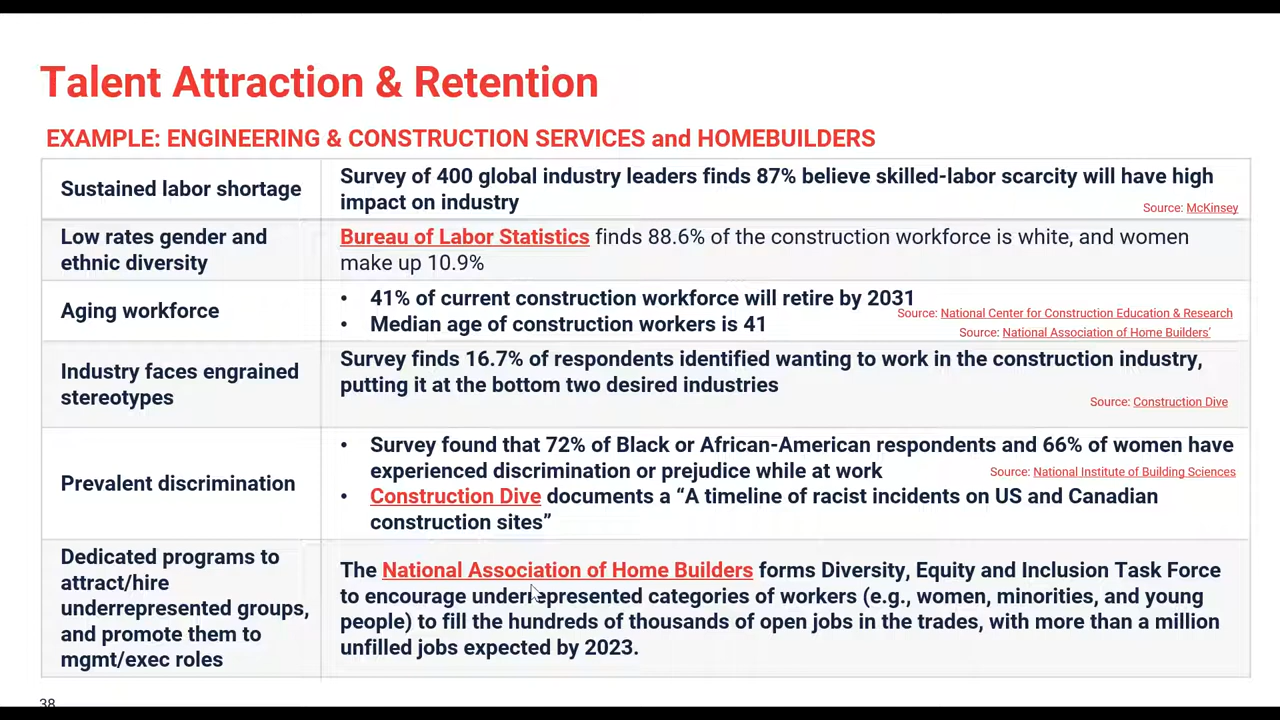 Talent Attraction & Retention
EXAMPLE: ENGINEERING & CONSTRUCTION SERVICES and HOMEBUILDERS
Sustained labor shortage
Survey of 400 global industry leaders finds 87% believe skilled-labor scarcity will have high
impact on industry
Source: McKinsey
Low rates gender and
ethnic diversity
Bureau of Labor Statistics finds 88.6% of the construction workforce is white, and women
make up 10.9%
Aging workforce
• 41% of current construction workforce will retire by 2031
Source: National Center for Construction Education & Research
• Median age of construction workers is 41
Source: National Association of Home Builders’
Industry faces engrained
stereotypes
Survey finds 16.7% of respondents identified wanting to work in the construction industry,
putting it at the bottom two desired industries
Source: Construction Dive
Prevalent discrimination
• Survey found that 72% of Black or African-American respondents and 66% of women have
experienced discrimination or prejudice while at work
Source: National Institute of Building Sciences
• Construction Dive documents a “A timeline of racist incidents on US and Canadian
construction sites”
Dedicated programs to
attract/hire
underrepresented groups,
and promote them to
mgmt/exec roles
The National Association of Home Builders forms Diversity, Equity and Inclusion Task Force
to encourage underrepresented categories of workers (e.g., women, minorities, and young
people) to fill the hundreds of thousands of open jobs in the trades, with more than a million
unfilled jobs expected by 2023.
38